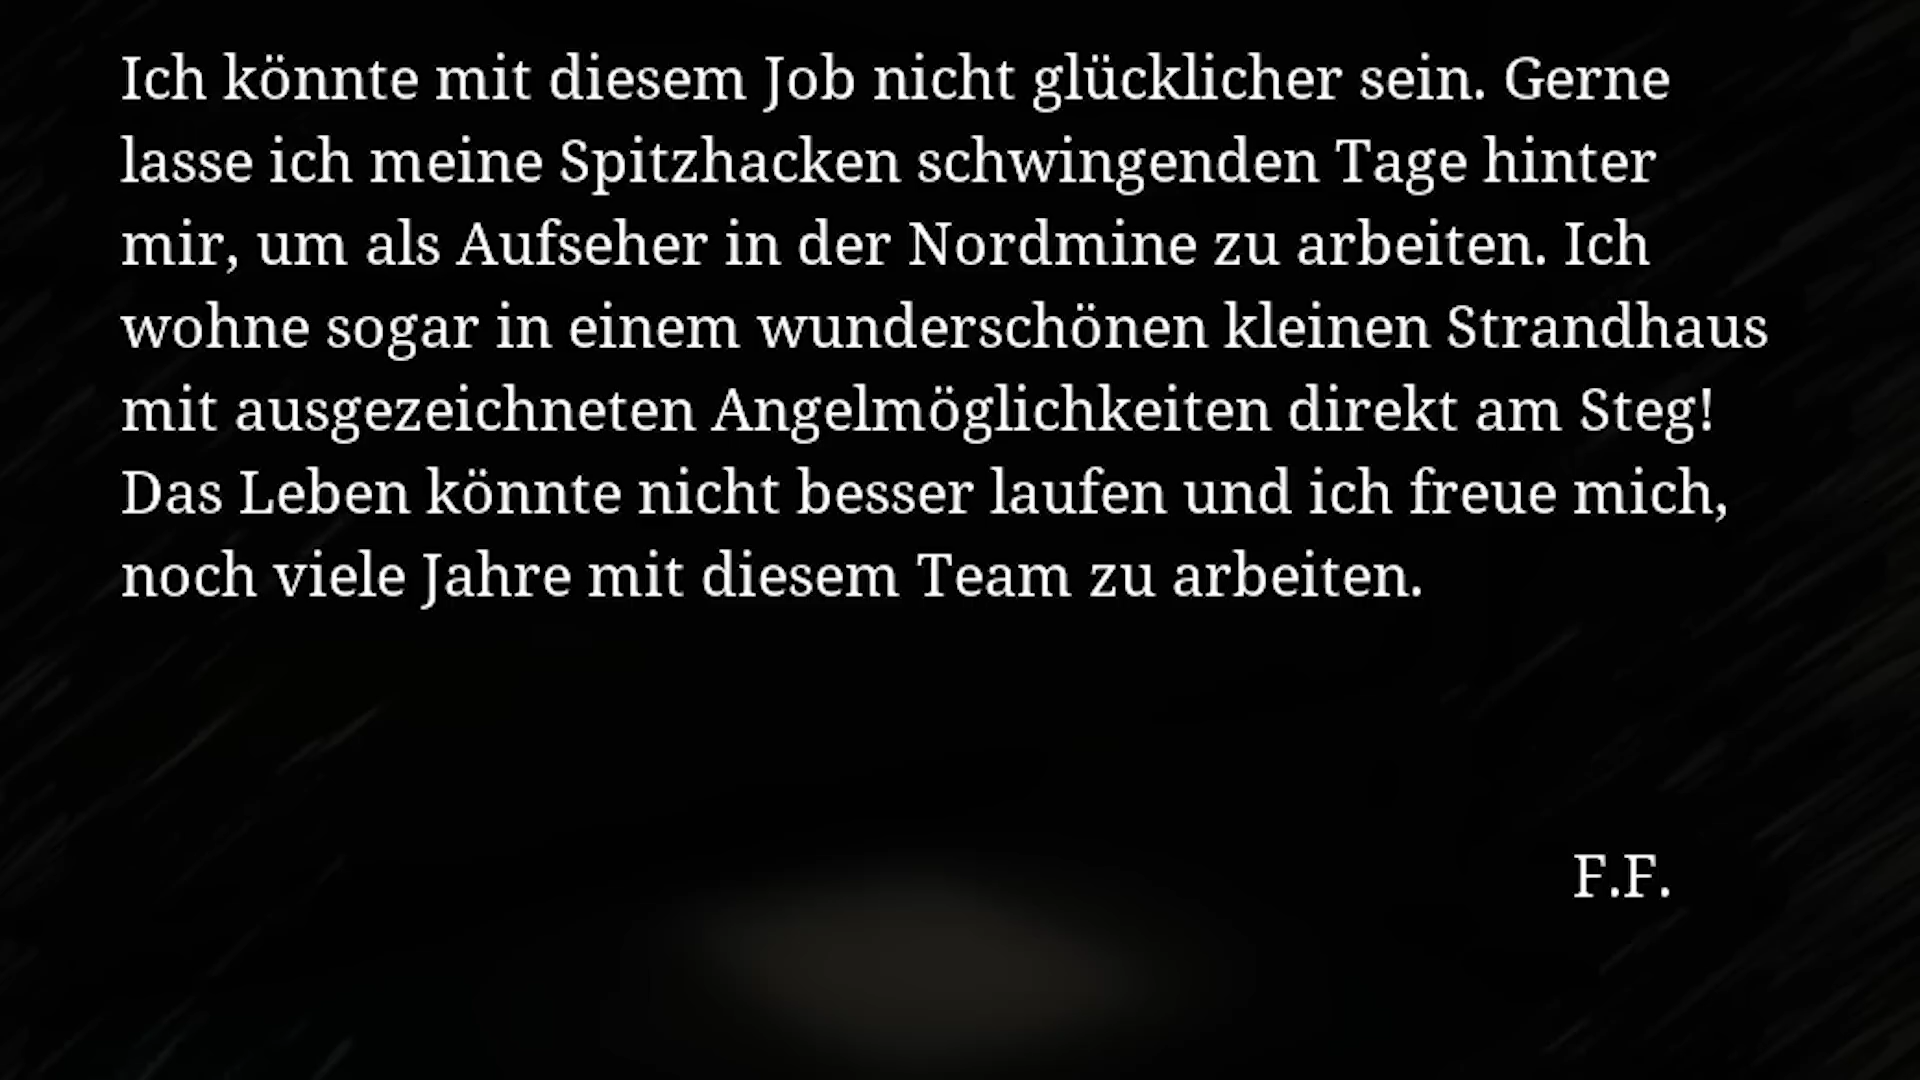 Ich könnte mit diesem Job nicht glücklicher sein. Gerne
lasse ich meine Spitzhacken schwingenden Tage hinter
mir, um als Aufseher in der Nordmine zu arbeiten. Ich
wohne sogar in einem wunderschönen kleinen Strandhaus
mit ausgezeichneten Angelmöglichkeiten direkt am Steg!
Das Leben könnte nicht besser laufen und ich freue mich,
noch viele Jahre mit diesem Team zu arbeiten.
F.F.